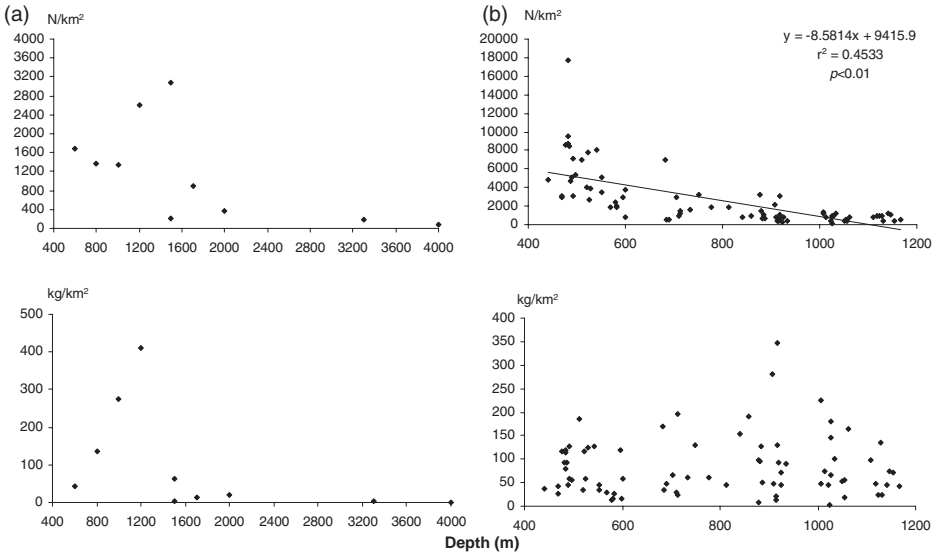 (a)
N/km²
4000
3600
3200
2800
2400
2000
1600
1200
800
400
0
400 800 1200 1600 2000 2400 2800 3200 3600 4000
(b)
N/km²
y = -8.5814x + 9415.9
r² = 0.4533
p<0.01
20000
18000
16000
14000
12000
10000
8000
6000
4000
2000
0
400 600 800 1000 1200
kg/km²
500
400
300
200
100
0
400 800 1200 1600 2000 2400 2800 3200 3600 4000
kg/km²
400
350
300
250
200
150
100
50
0
400 600 800 1000 1200
Depth (m)